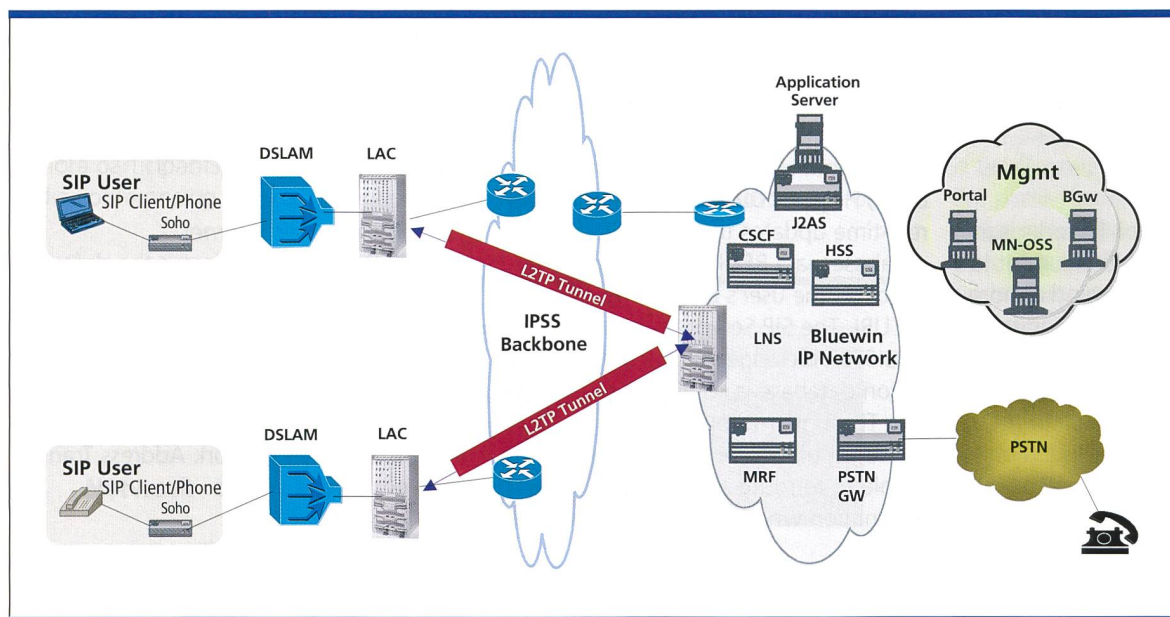 Application
Server
DSLAM
LAC
SIP User
SIP Client/Phone
Soho
Mgmt
Portal
BGw
MN-OSS
J2AS
CSCF
HSS
L2TP Tunnel
IPSS
Backbone
LNS
Bluewin
IP Network
L2TP Tunnel
DSLAM
LAC
SIP User
SIP Client/Phone
Soho
MRF
PSTN
GW
PSTN